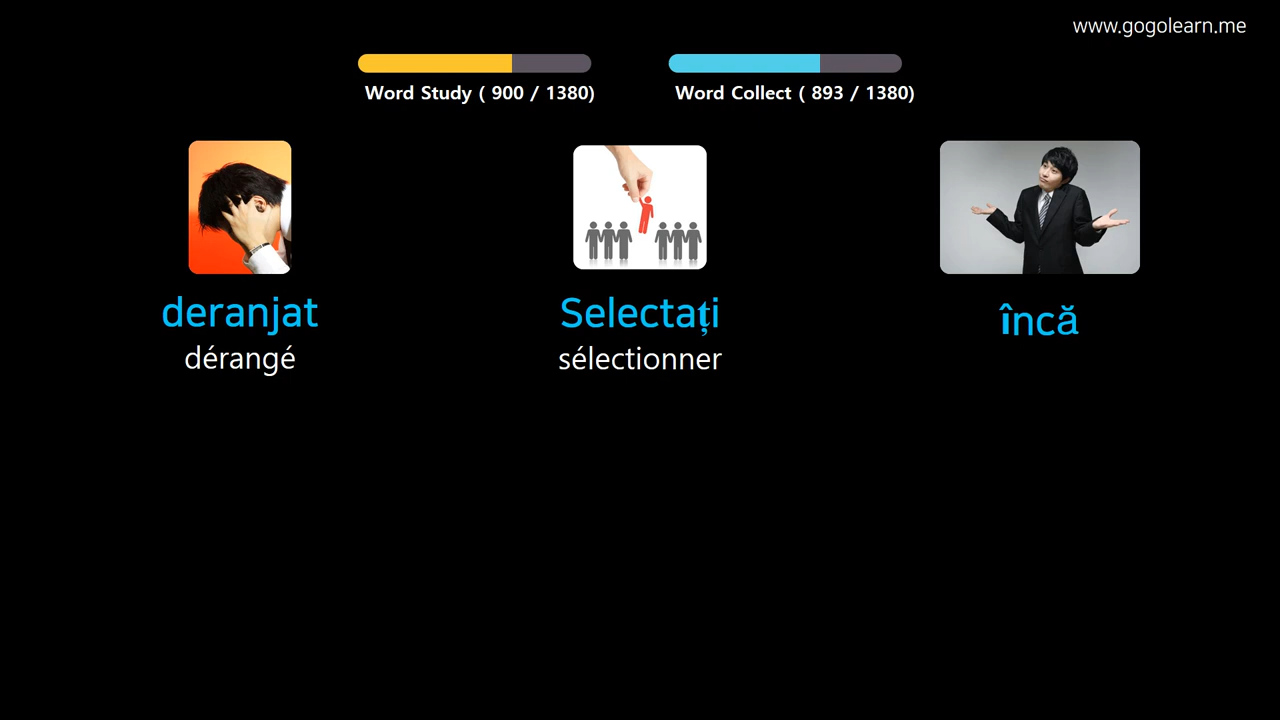 www.gogolearn.me
Word Study ( 900 / 1380)
Word Collect ( 893 / 1380)
deranjat
Selectați
încă
dérangé
sélectionner